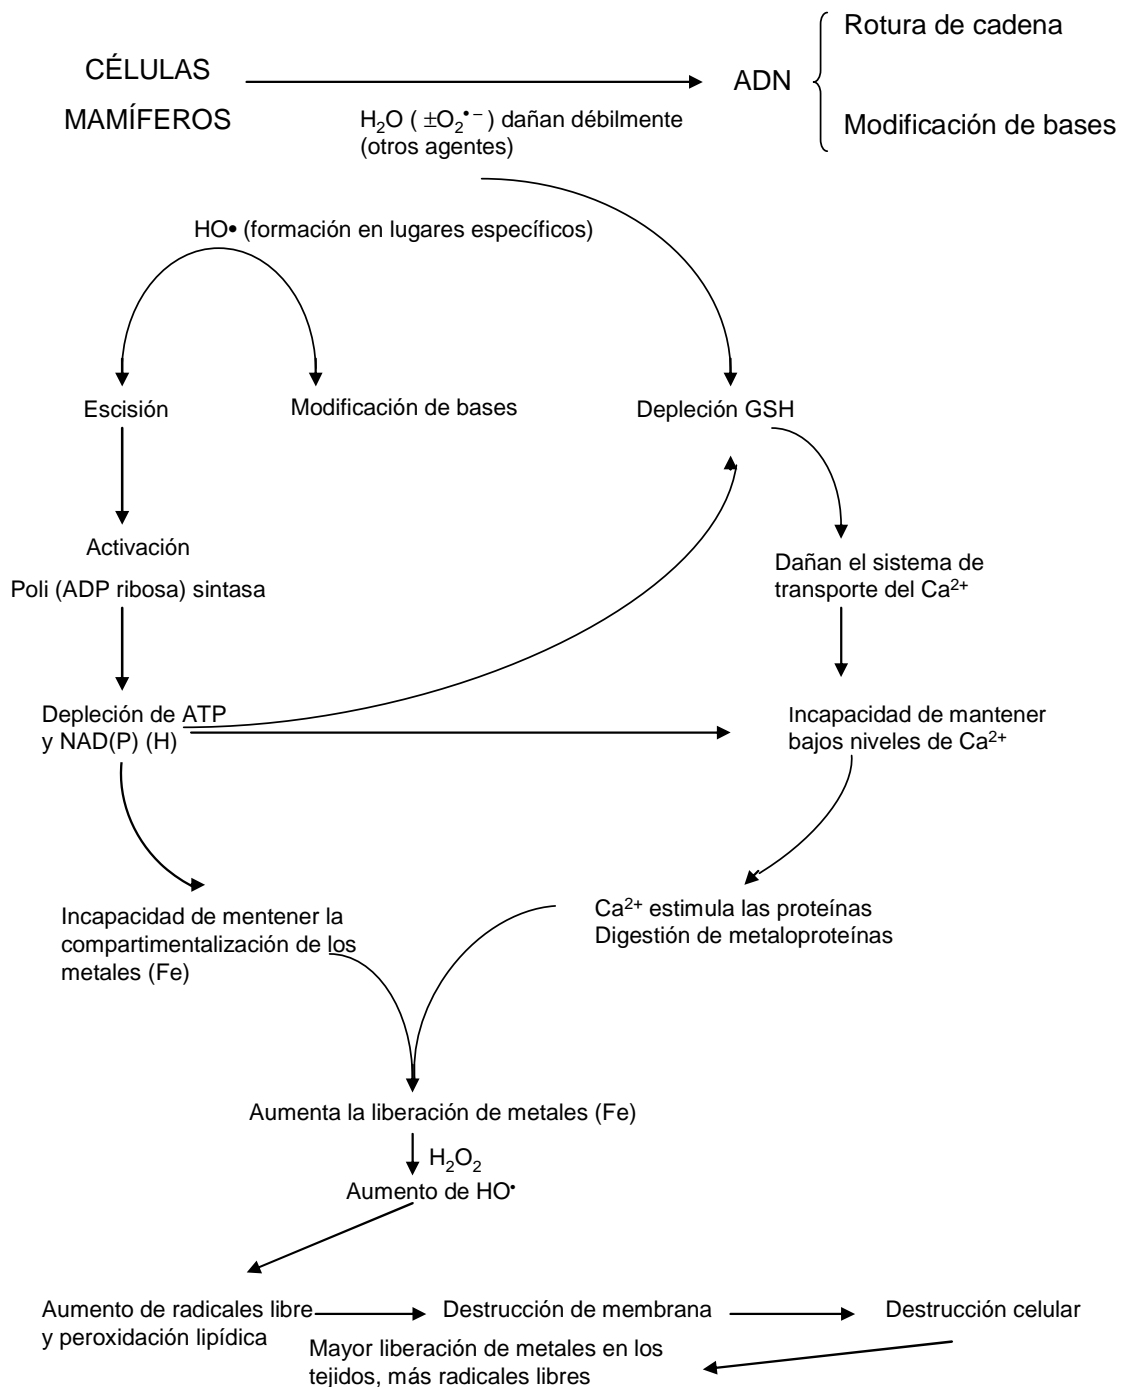 CÉLULAS
MAMÍFEROS
ADN
Rotura de cadena
Modificación de bases
H₂O ( ±O₂•⁻ ) dañan débilmente
(otros agentes)
HO• (formación en lugares específicos)
Escisión
Modificación de bases
Depleción GSH
Activación
Poli (ADP ribosa) sintasa
Dañan el sistema de
transporte del Ca²⁺
Depleción de ATP
y NAD(P) (H)
Incapacidad de mantener
bajos niveles de Ca²⁺
Incapacidad de mentener la
compartimentalización de los
metales (Fe)
Ca²⁺ estimula las proteínas
Digestión de metaloproteínas
Aumenta la liberación de metales (Fe)
H₂O₂
Aumento de HO•
Aumento de radicales libre
y peroxidación lipídica
Destrucción de membrana
Destrucción celular
Mayor liberación de metales en los
tejidos, más radicales libres